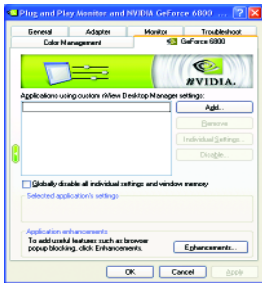 Plug and Play Monitor and NVIDIA GeForce 6800 ...
General Adapter Monitor Troubleshoot
Color Management GeForce 6800
NVIDIA.
Applications using custom nView Desktop Manager settings:
Add...
Remove
Individual Settings...
Disable...
Globally disable all individual settings and window memory
Selected application's settings
Application enhancements
To add useful features such as browser
popup blocking, click Enhancements.
Enhancements...
OK Cancel Apply